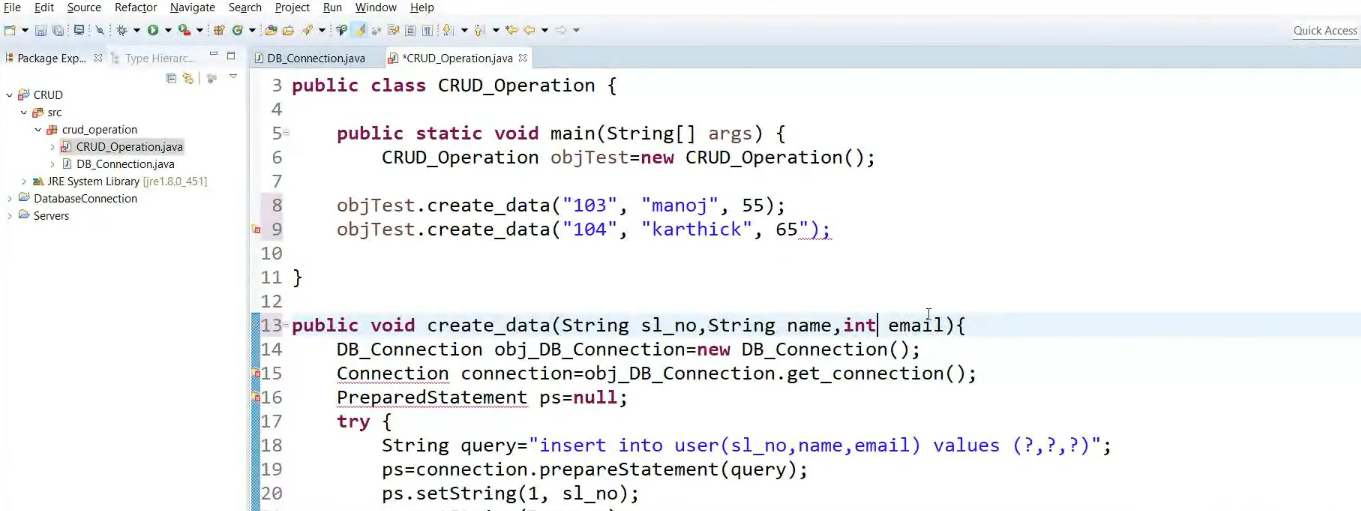 File Edit Source Refactor Navigate Search Project Run Window Help
Quick Access
Package Exp... Type Hierarc...
DB_Connection.java *CRUD_Operation.java
CRUD
src
crud_operation
CRUD_Operation.java
DB_Connection.java
JRE System Library [jre1.8.0_451]
DatabaseConnection
Servers
3 public class CRUD_Operation {
4
5 public static void main(String[] args) {
6 CRUD_Operation objTest=new CRUD_Operation();
7
8 objTest.create_data("103", "manoj", 55);
9 objTest.create_data("104", "karthick", 65");
10
11 }
12
13 public void create_data(String sl_no,String name,int email){
14 DB_Connection obj_DB_Connection=new DB_Connection();
15 Connection connection=obj_DB_Connection.get_connection();
16 PreparedStatement ps=null;
17 try {
18 String query="insert into user(sl_no,name,email) values (?,?,?)";
19 ps=connection.prepareStatement(query);
20 ps.setString(1, sl_no);